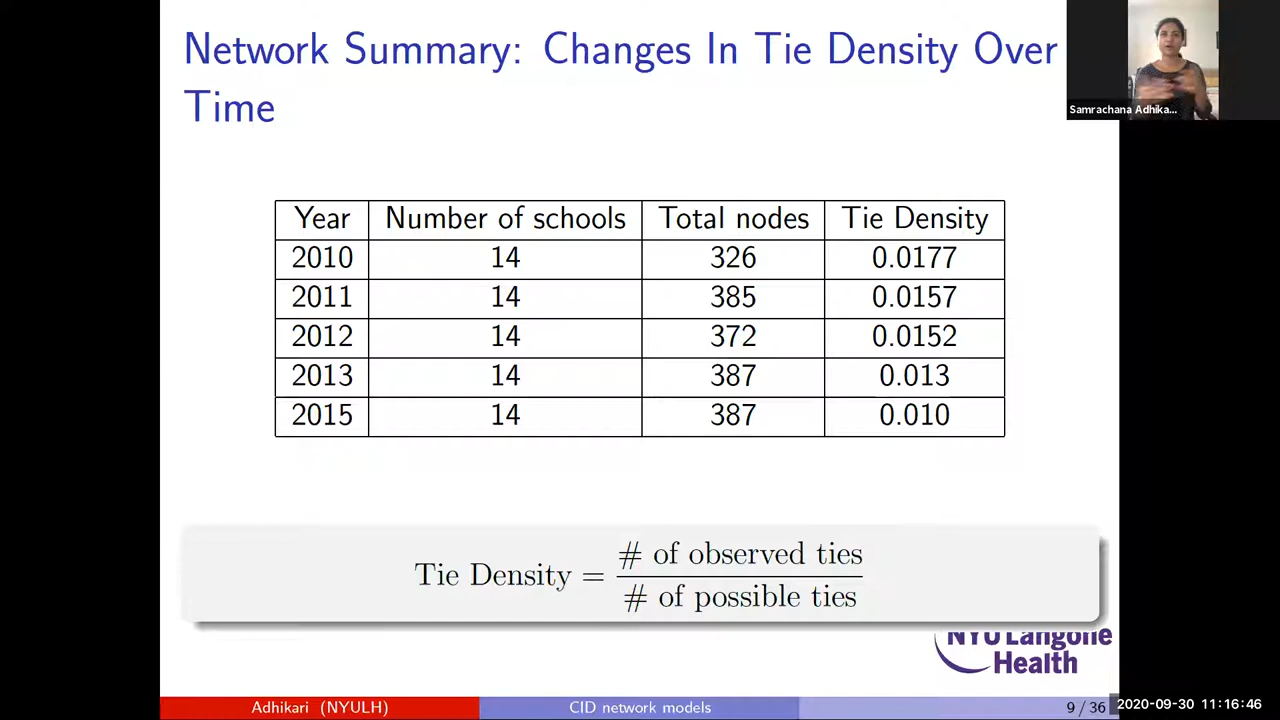 Network Summary: Changes In Tie Density Over
Time
Samrachana Adhika...
Year Number of schools Total nodes Tie Density
2010 14 326 0.0177
2011 14 385 0.0157
2012 14 372 0.0152
2013 14 387 0.013
2015 14 387 0.010
Tie Density = # of observed ties / # of possible ties
NYU Langone
Health
Adhikari (NYULH) CID network models 9 / 36
2020-09-30 11:16:46